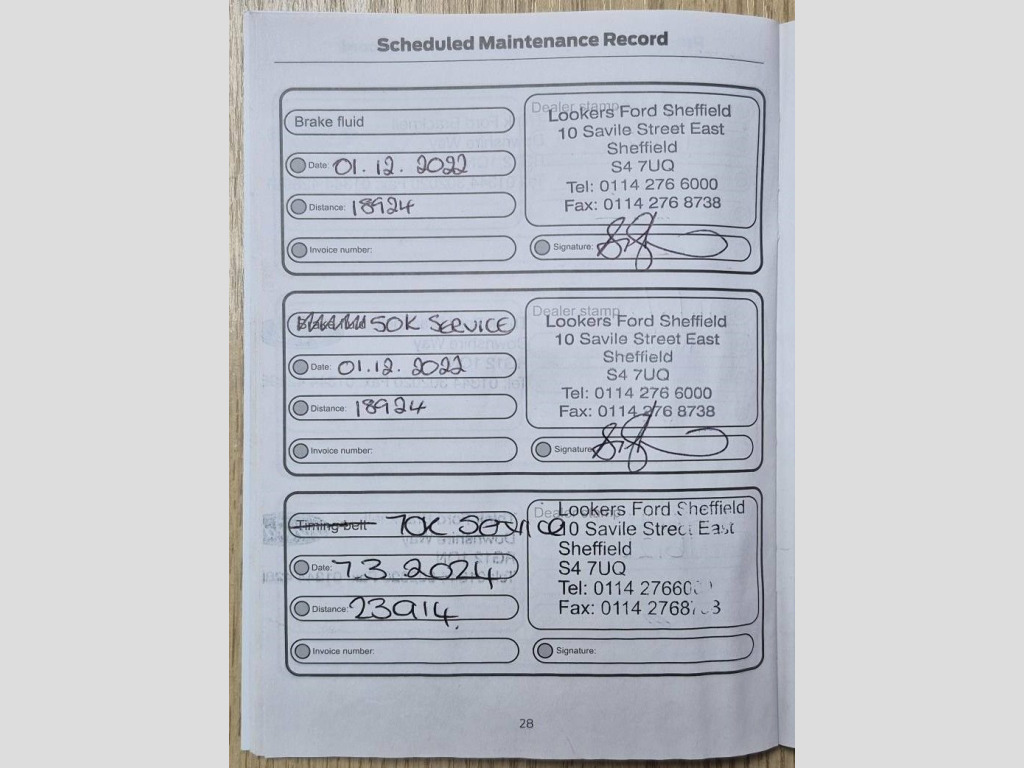 Scheduled Maintenance Record
Brake fluid
Date: 01.12.2022
Distance: 18924
Invoice number:
Dealer stamp
Lookers Ford Sheffield
10 Savile Street East
Sheffield
S4 7UQ
Tel: 0114 276 6000
Fax: 0114 276 8738
Signature:
Brake fluid 50K SERVICE
Date: 01.12.2022
Distance: 18924
Invoice number:
Dealer stamp
Lookers Ford Sheffield
10 Savile Street East
Sheffield
S4 7UQ
Tel: 0114 276 6000
Fax: 0114 276 8738
Signature:
Timing belt 70K Service
Date: 7.3.2024
Distance: 23914
Invoice number:
Dealer stamp
Lookers Ford Sheffield
10 Savile Street East
Sheffield
S4 7UQ
Tel: 0114
Fax: 0114
Signature:
28